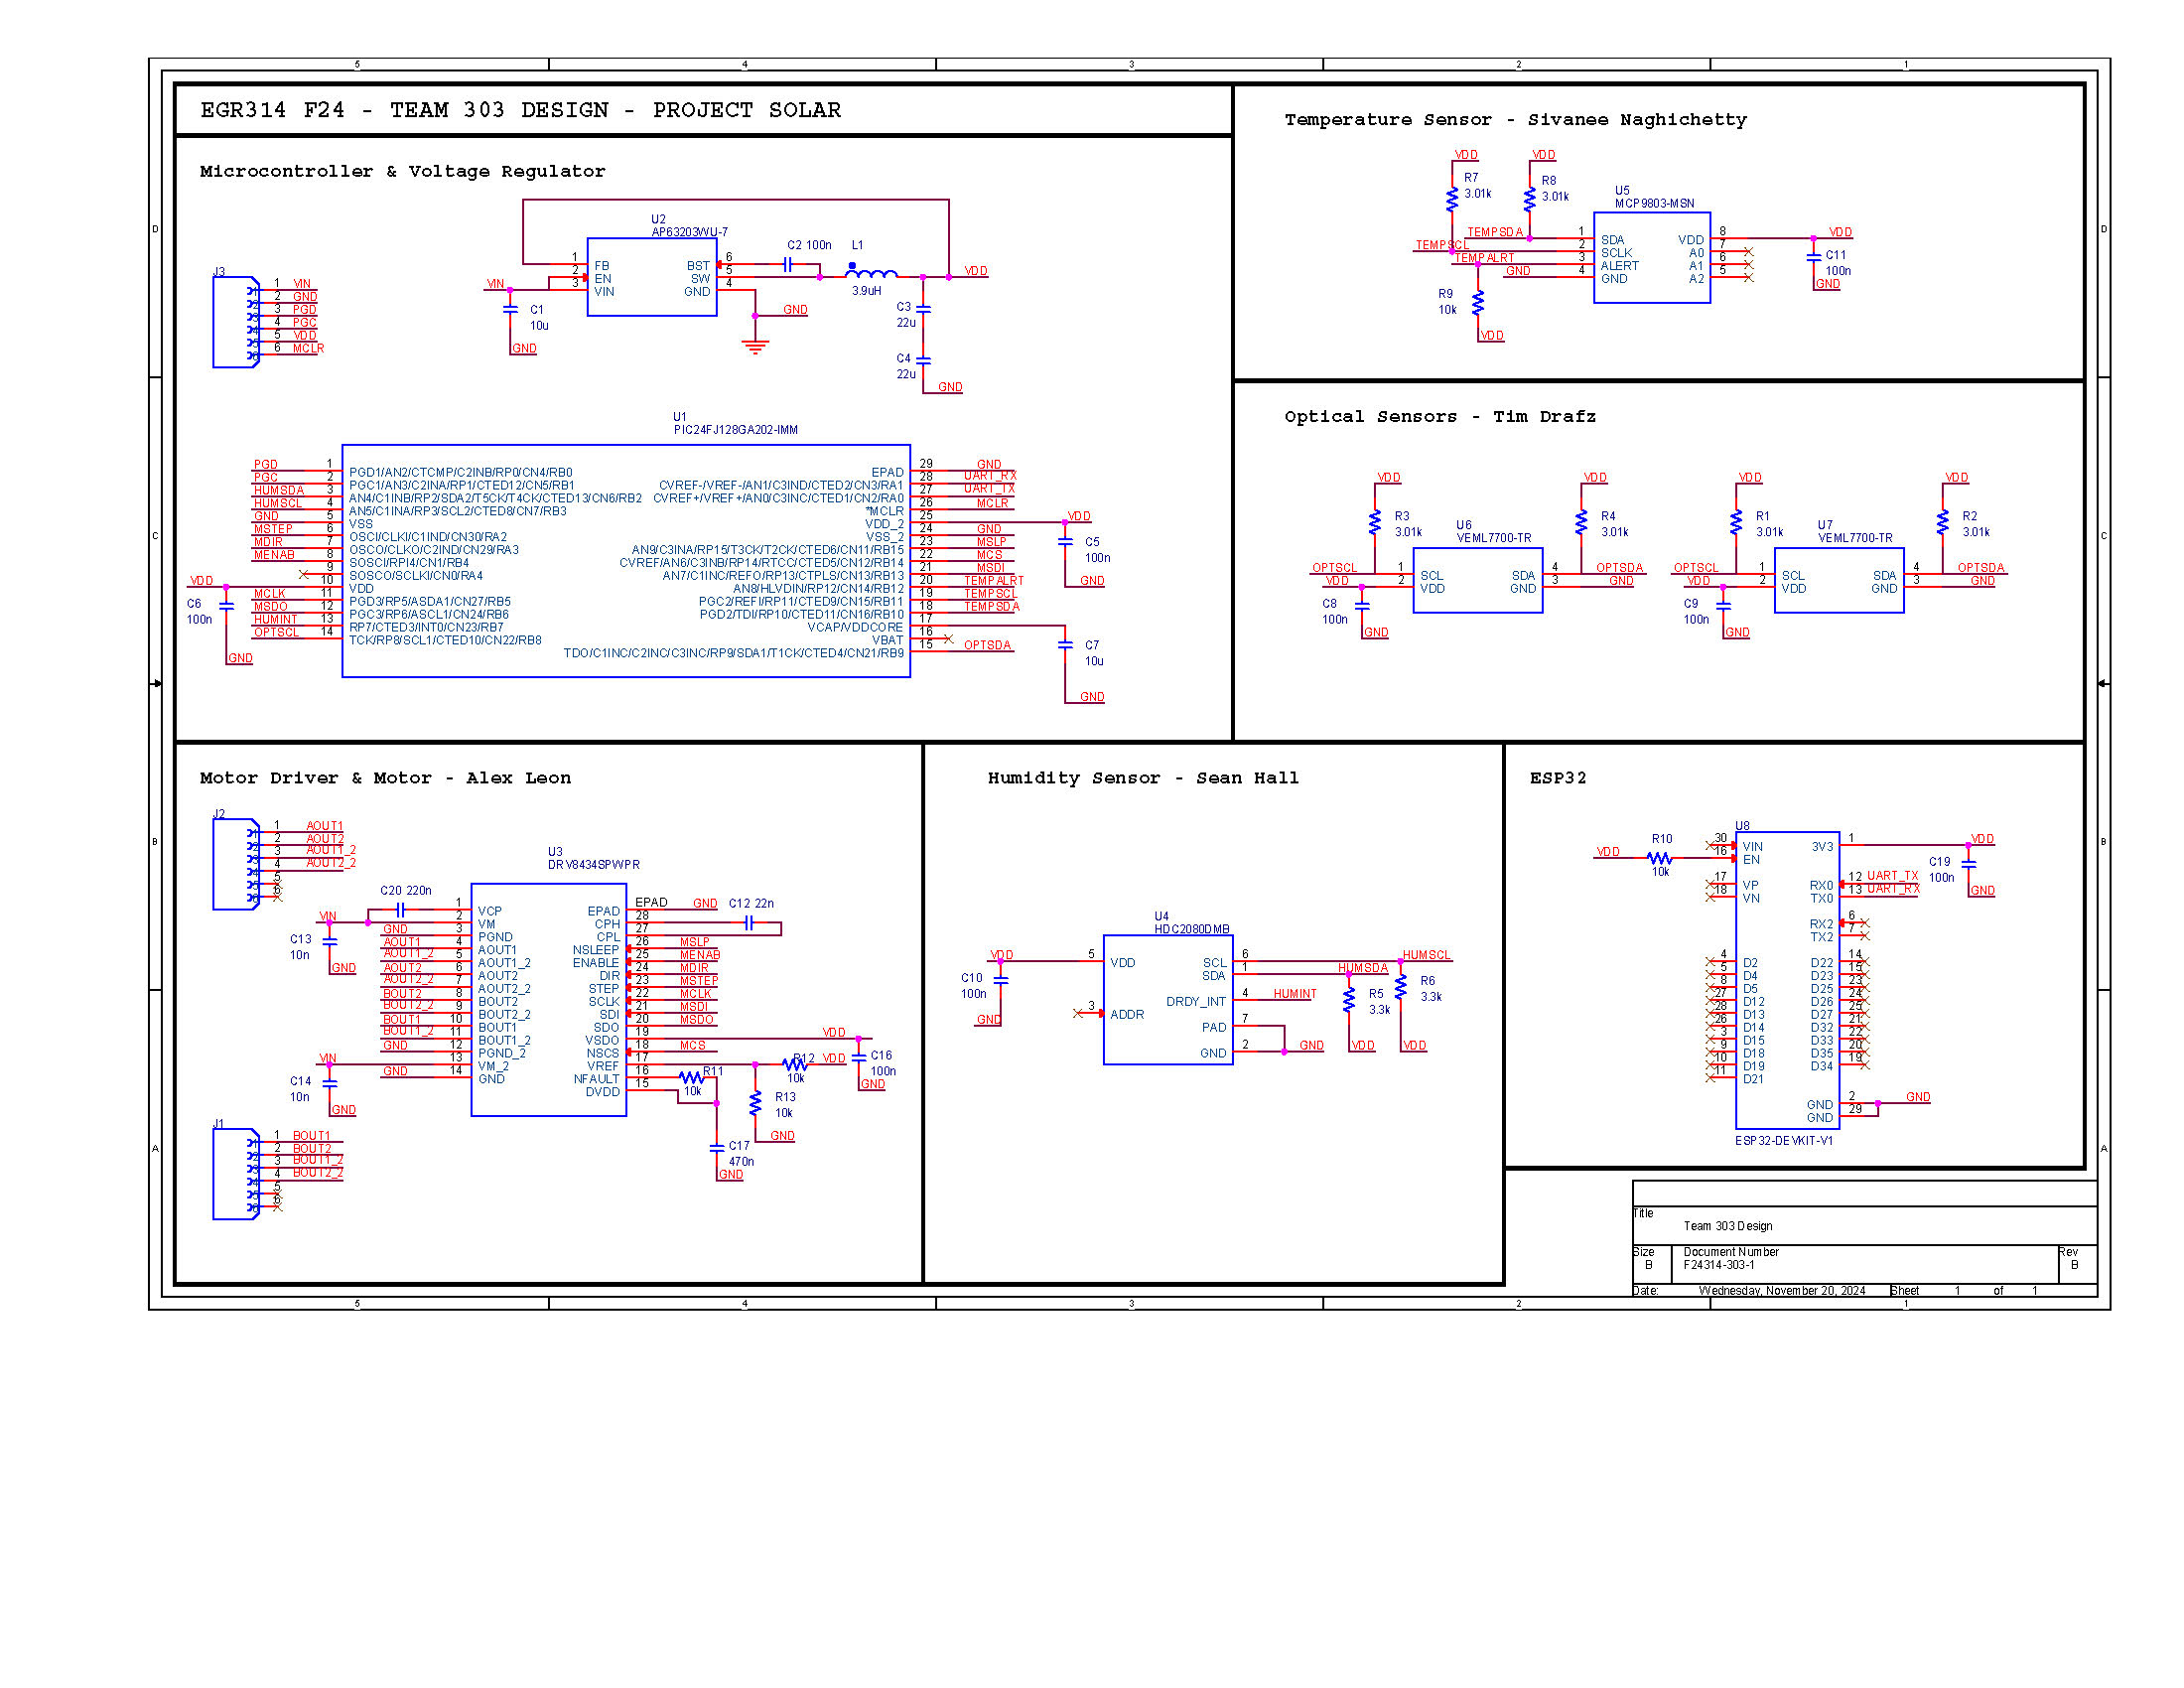 5 4 3 2 1
EGR314 F24 - TEAM 303 DESIGN - PROJECT SOLAR
Microcontroller & Voltage Regulator
J3
1 VIN
2 GND
3 PGD
4 PGC
5 VDD
6 MCLR
U2
AP63203WU-7
1 FB
2 EN
3 VIN
BST 6
SW 5
GND 4
VIN
C1
10u
GND
C2 100n
L1
3.9uH
VDD
GND
C3
22u
C4
22u
GND
U1
PIC24FJ128GA202-IMM
PGD 1 PGD1/AN2/CTCMP/C2INB/RP0/CN4/RB0
PGC 2 PGC1/AN3/C2INA/RP1/CTED12/CN5/RB1
HUMSDA 3 AN4/C1INB/RP2/SDA2/T5CK/T4CK/CTED13/CN6/RB2
HUMSCL 4 AN5/C1INA/RP3/SCL2/CTED8/CN7/RB3
GND 5 VSS
MSTEP 6 OSCI/CLKI/C1IND/CN30/RA2
MDIR 7 OSCO/CLKO/C2IND/CN29/RA3
MENAB 8 SOSCI/RPI4/CN1/RB4
9 SOSCO/SCLKI/CN0/RA4
VDD 10 VDD
MCLK 11 PGD3/RP5/ASDA1/CN27/RB5
MSDO 12 PGC3/RP6/ASCL1/CN24/RB6
HUMINT 13 RP7/CTED3/INT0/CN23/RB7
OPTSCL 14 TCK/RP8/SCL1/CTED10/CN22/RB8
C6
100n
GND
EPAD 29 GND
CVREF-/VREF-/AN1/C3IND/CTED2/CN3/RA1 28 UART_RX
CVREF+/VREF+/AN0/C3INC/CTED1/CN2/RA0 27 UART_TX
*MCLR 26 MCLR
VDD_2 25 VDD
VSS_2 24 GND
AN9/C3INA/RP15/T3CK/T2CK/CTED6/CN11/RB15 23 MSLP
CVREF/AN6/C3INB/RP14/RTCC/CTED5/CN12/RB14 22 MCS
AN7/C1INC/REFO/RP13/CTPLS/CN13/RB13 21 MSDI
AN8/HLVDIN/RP12/CN14/RB12 20 TEMPALRT
PGC2/REFI/RP11/CTED9/CN15/RB11 19 TEMPSCL
PGD2/TDI/RP10/CTED11/CN16/RB10 18 TEMPSDA
VCAP/VDDCORE 17
VBAT 16
TDO/C1INC/C2INC/C3INC/RP9/SDA1/T1CK/CTED4/CN21/RB9 15 OPTSDA
C5
100n
GND
C7
10u
GND
Temperature Sensor - Sivanee Naghichetty
VDD VDD
R7
3.01k
R8
3.01k
U5
MCP9803-MSN
TEMPSDA 1 SDA
TEMPSCL 2 SCLK
TEMPALRT 3 ALERT
GND 4 GND
VDD 8 VDD
A0 7
A1 6
A2 5
R9
10k
VDD
C11
100n
GND
Optical Sensors - Tim Drafz
VDD VDD VDD VDD
R3
3.01k
R4
3.01k
R1
3.01k
R2
3.01k
U6
VEML7700-TR
U7
VEML7700-TR
OPTSCL 1 SCL SDA 4 OPTSDA
VDD 2 VDD GND 3 GND
OPTSCL 1 SCL SDA 4 OPTSDA
VDD 2 VDD GND 3 GND
C8
100n
GND
C9
100n
GND
Motor Driver & Motor - Alex Leon
J2
1 AOUT1
2 AOUT2
3 AOUT1_2
4 AOUT2_2
5
6
U3
DRV8434SPWPR
C20 220n
VIN
C13
10n
GND
1 VCP
2 VM
GND 3 PGND
AOUT1 4 AOUT1
AOUT1_2 5 AOUT1_2
AOUT2 6 AOUT2
AOUT2_2 7 AOUT2_2
BOUT2 8 BOUT2
BOUT2_2 9 BOUT2_2
BOUT1 10 BOUT1
BOUT1_2 11 BOUT1_2
GND 12 PGND_2
VIN 13 VM_2
GND 14 GND
C14
10n
GND
EPAD EPAD GND
CPH 28 C12 22n
CPL 27
NSLEEP 26 MSLP
ENABLE 25 MENAB
DIR 24 MDIR
STEP 23 MSTEP
SCLK 22 MCLK
SDI 21 MSDI
SDO 20 MSDO
VSDO 19 VDD
NSCS 18 MCS
VREF 17
NFAULT 16
DVDD 15
R12
10k
VDD
R11
10k
R13
10k
GND
C16
100n
GND
C17
470n
GND
J1
1 BOUT1
2 BOUT2
3 BOUT1_2
4 BOUT2_2
5
6
Humidity Sensor - Sean Hall
U4
HDC2080DMB
VDD 5 VDD
3 ADDR
C10
100n
GND
SCL 6 HUMSCL
SDA 1 HUMSDA
DRDY_INT 4 HUMINT
PAD 7
GND 2 GND
R5
3.3k
R6
3.3k
VDD VDD
ESP32
U8
VDD
R10
10k
30 VIN
16 EN
17 VP
18 VN
4 D2
5 D4
8 D5
27 D12
28 D13
26 D14
3 D15
9 D18
10 D19
11 D21
3V3 1 VDD
RX0 12 UART_TX
TX0 13 UART_RX
RX2 6
TX2 7
D22 14
D23 15
D25 23
D26 24
D27 25
D32 21
D33 22
D35 20
D34 19
GND 2 GND
GND 29
C19
100n
GND
ESP32-DEVKIT-V1
Title
Team 303 Design
Size Document Number Rev
B F24314-303-1 B
Date: Wednesday, November 20, 2024 Sheet 1 of 1
5 4 3 2 1
D
C
B
A
D
C
B
A